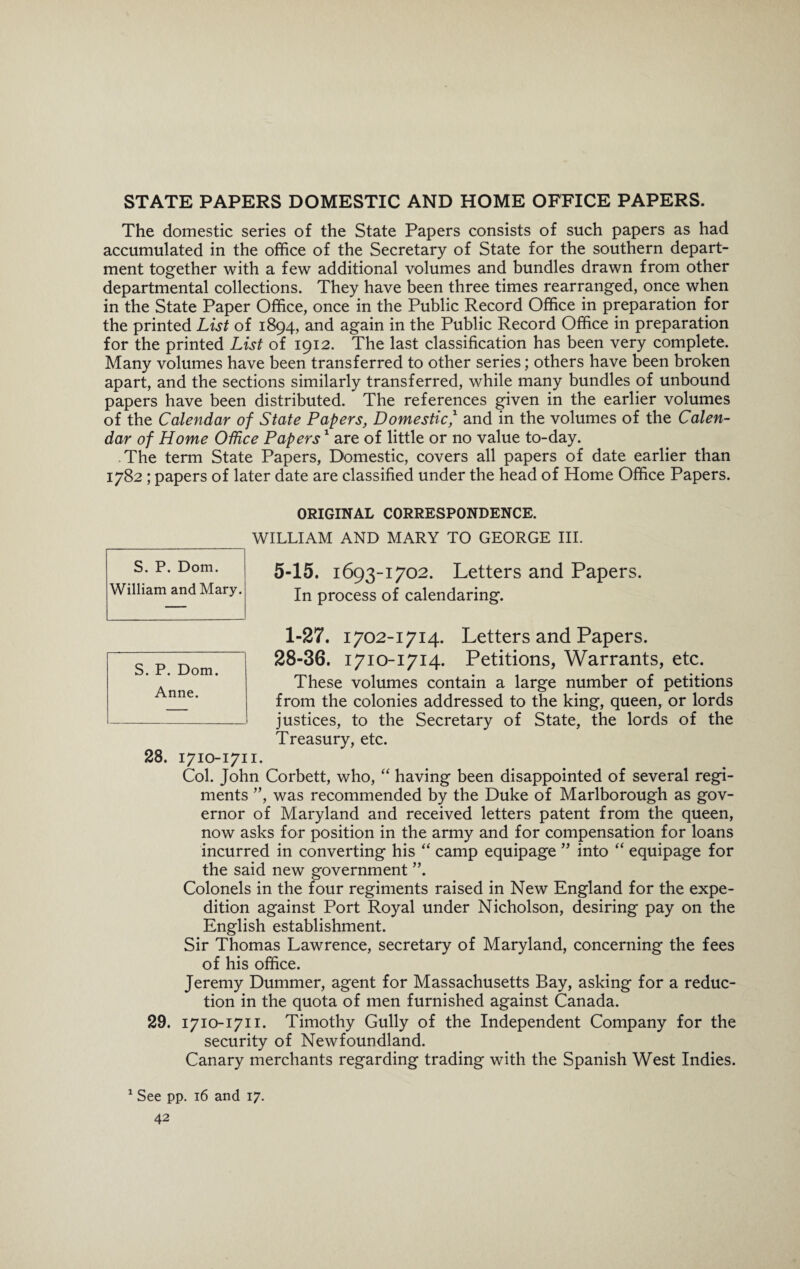 STATE PAPERS DOMESTIC AND HOME OFFICE PAPERS.
The domestic series of the State Papers consists of such papers as had
accumulated in the office of the Secretary of State for the southern depart-
ment together with a few additional volumes and bundles drawn from other
departmental collections. They have been three times rearranged, once when
in the State Paper Office, once in the Public Record Office in preparation for
the printed List of 1894, and again in the Public Record Office in preparation
for the printed List of 1912. The last classification has been very complete.
Many volumes have been transferred to other series; others have been broken
apart, and the sections similarly transferred, while many bundles of unbound
papers have been distributed. The references given in the earlier volumes
of the Calendar of State Papers, Domestic,¹ and in the volumes of the Calen-
dar of Home Office Papers ¹ are of little or no value to-day.
The term State Papers, Domestic, covers all papers of date earlier than
1782; papers of later date are classified under the head of Home Office Papers.
ORIGINAL CORRESPONDENCE.
WILLIAM AND MARY TO GEORGE III.
S. P. Dom.
William and Mary.
5-15. 1693-1702. Letters and Papers.
In process of calendaring.
S. P. Dom.
Anne.
1-27. 1702-1714. Letters and Papers.
28-36. 1710-1714. Petitions, Warrants, etc.
These volumes contain a large number of petitions
from the colonies addressed to the king, queen, or lords
justices, to the Secretary of State, the lords of the
Treasury, etc.
28. 1710-1711.
Col. John Corbett, who, “ having been disappointed of several regi-
ments ”, was recommended by the Duke of Marlborough as gov-
ernor of Maryland and received letters patent from the queen,
now asks for position in the army and for compensation for loans
incurred in converting his “ camp equipage ” into “ equipage for
the said new government ”.
Colonels in the four regiments raised in New England for the expe-
dition against Port Royal under Nicholson, desiring pay on the
English establishment.
Sir Thomas Lawrence, secretary of Maryland, concerning the fees
of his office.
Jeremy Dummer, agent for Massachusetts Bay, asking for a reduc-
tion in the quota of men furnished against Canada.
29. 1710-1711. Timothy Gully of the Independent Company for the
security of Newfoundland.
Canary merchants regarding trading with the Spanish West Indies.
¹ See pp. 16 and 17.
42